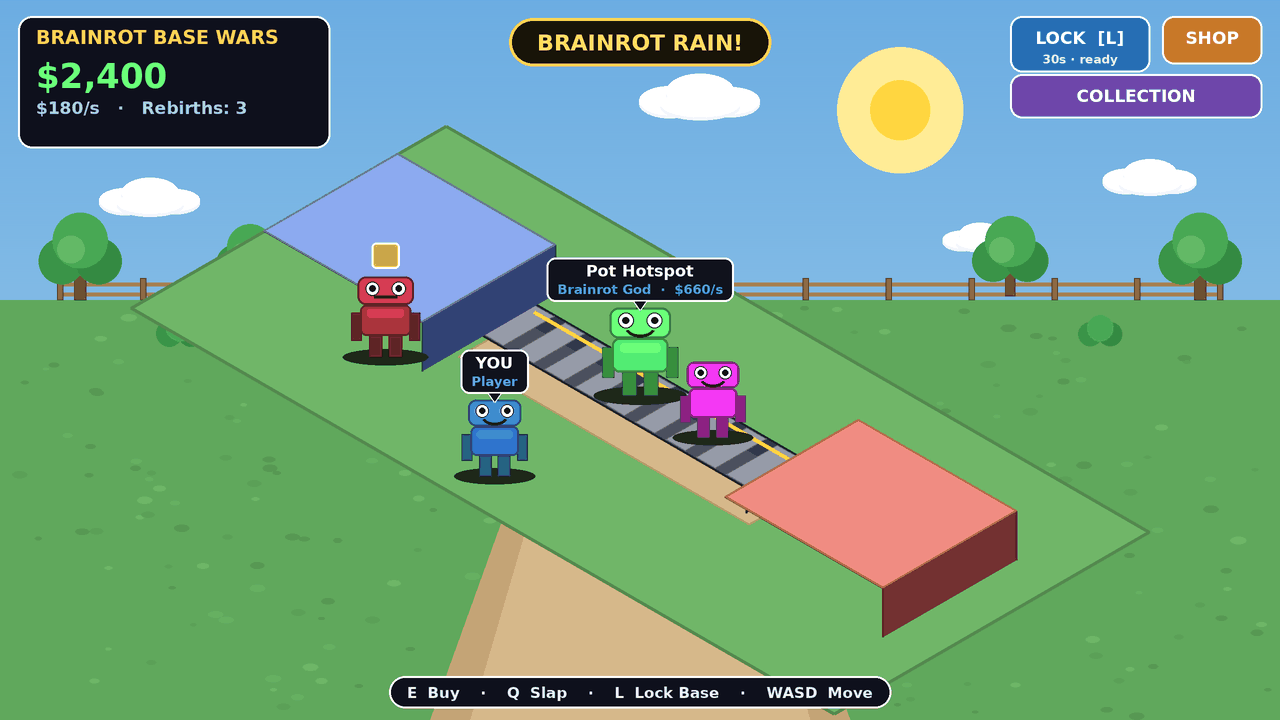 BRAINROT BASE WARS
$2,400
$180/s · Rebirths: 3
BRAINROT RAIN!
LOCK [L]
30s · ready
SHOP
COLLECTION
Pot Hotspot
Brainrot God · $660/s
YOU
Player
E Buy · Q Slap · L Lock Base · WASD Move